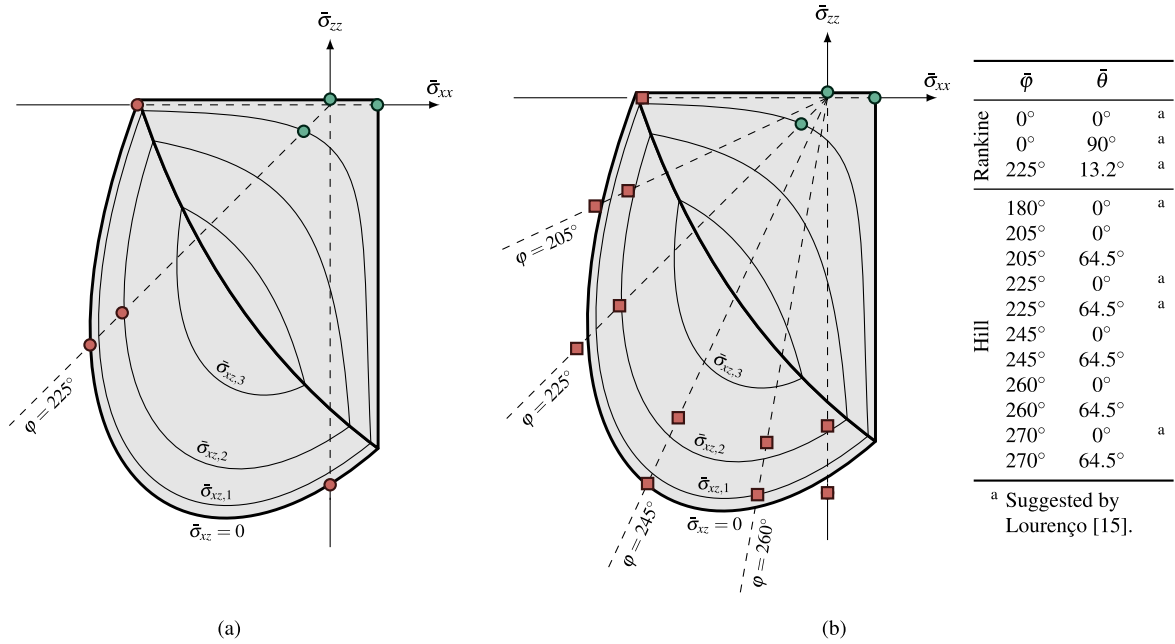 σ̄zz
σ̄xx
φ = 225°
σ̄xz,3
σ̄xz,2
σ̄xz,1
σ̄xz = 0
(a)
σ̄zz
σ̄xx
φ = 205°
φ = 225°
φ = 245°
φ = 260°
σ̄xz,3
σ̄xz,2
σ̄xz,1
σ̄xz = 0
(b)
φ̄ θ̄
Rankine
0° 0° a
0° 90° a
225° 13.2° a
Hill
180° 0° a
205° 0°
205° 64.5°
225° 0° a
225° 64.5° a
245° 0°
245° 64.5°
260° 0°
260° 64.5°
270° 0° a
270° 64.5°
a Suggested by
Lourenço [15].